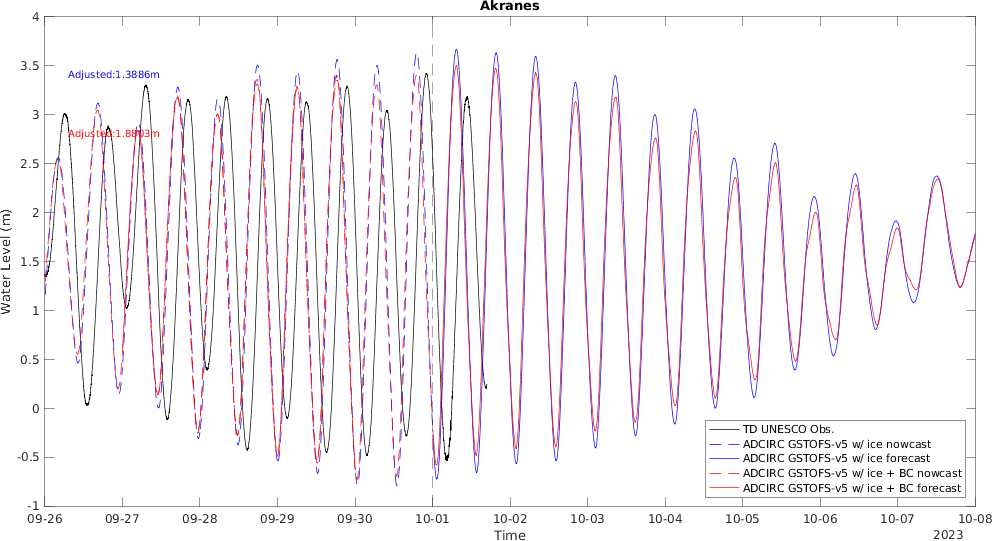 Akranes
Water Level (m)
4
3.5
3
2.5
2
1.5
1
0.5
0
-0.5
-1
Adjusted:1.3886m
Adjusted:1.8803m
TD UNESCO Obs.
ADCIRC GSTOFS-v5 w/ ice nowcast
ADCIRC GSTOFS-v5 w/ ice forecast
ADCIRC GSTOFS-v5 w/ ice + BC nowcast
ADCIRC GSTOFS-v5 w/ ice + BC forecast
09-26 09-27 09-28 09-29 09-30 10-01 10-02 10-03 10-04 10-05 10-06 10-07 10-08
Time
2023